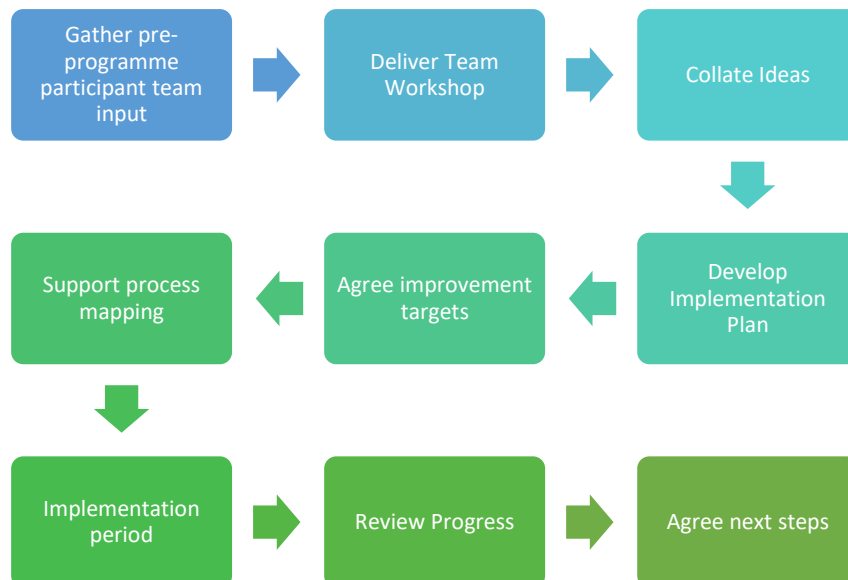 Gather pre-
programme
participant team
input
Deliver Team
Workshop
Collate Ideas
Develop
Implementation
Plan
Agree improvement
targets
Support process
mapping
Implementation
period
Review Progress
Agree next steps